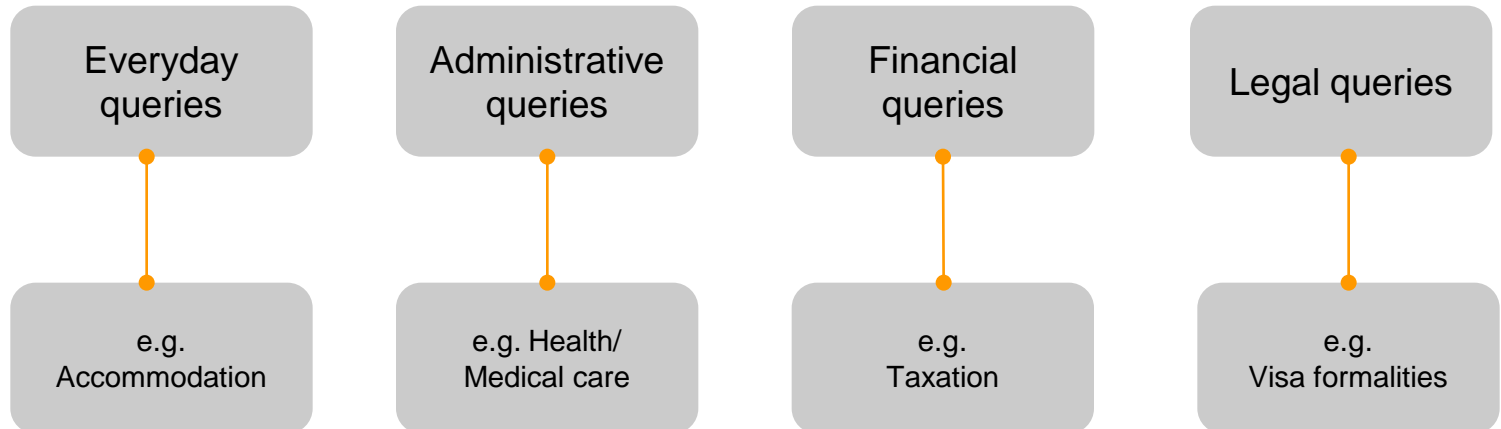 Everyday
queries
Administrative
queries
Financial
queries
Legal queries
e.g.
Accommodation
e.g. Health/
Medical care
e.g.
Taxation
e.g.
Visa formalities